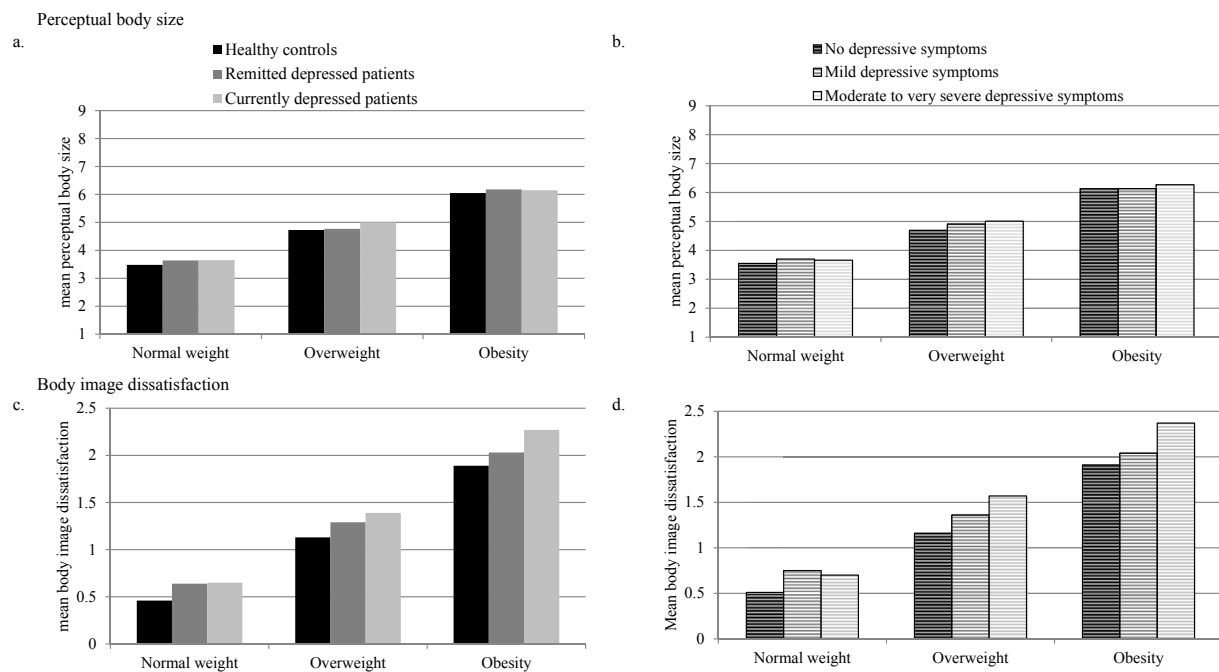 Perceptual body size
a.
Healthy controls
Remitted depressed patients
Currently depressed patients
mean perceptual body size
9
8
7
6
5
4
3
2
1
Normal weight Overweight Obesity
b.
No depressive symptoms
Mild depressive symptoms
Moderate to very severe depressive symptoms
mean perceptual body size
9
8
7
6
5
4
3
2
1
Normal weight Overweight Obesity
Body image dissatisfaction
c.
mean body image dissatisfaction
2.5
2
1.5
1
0.5
0
Normal weight Overweight Obesity
d.
Mean body image dissatisfaction
2.5
2
1.5
1
0.5
0
Normal weight Overweight Obesity